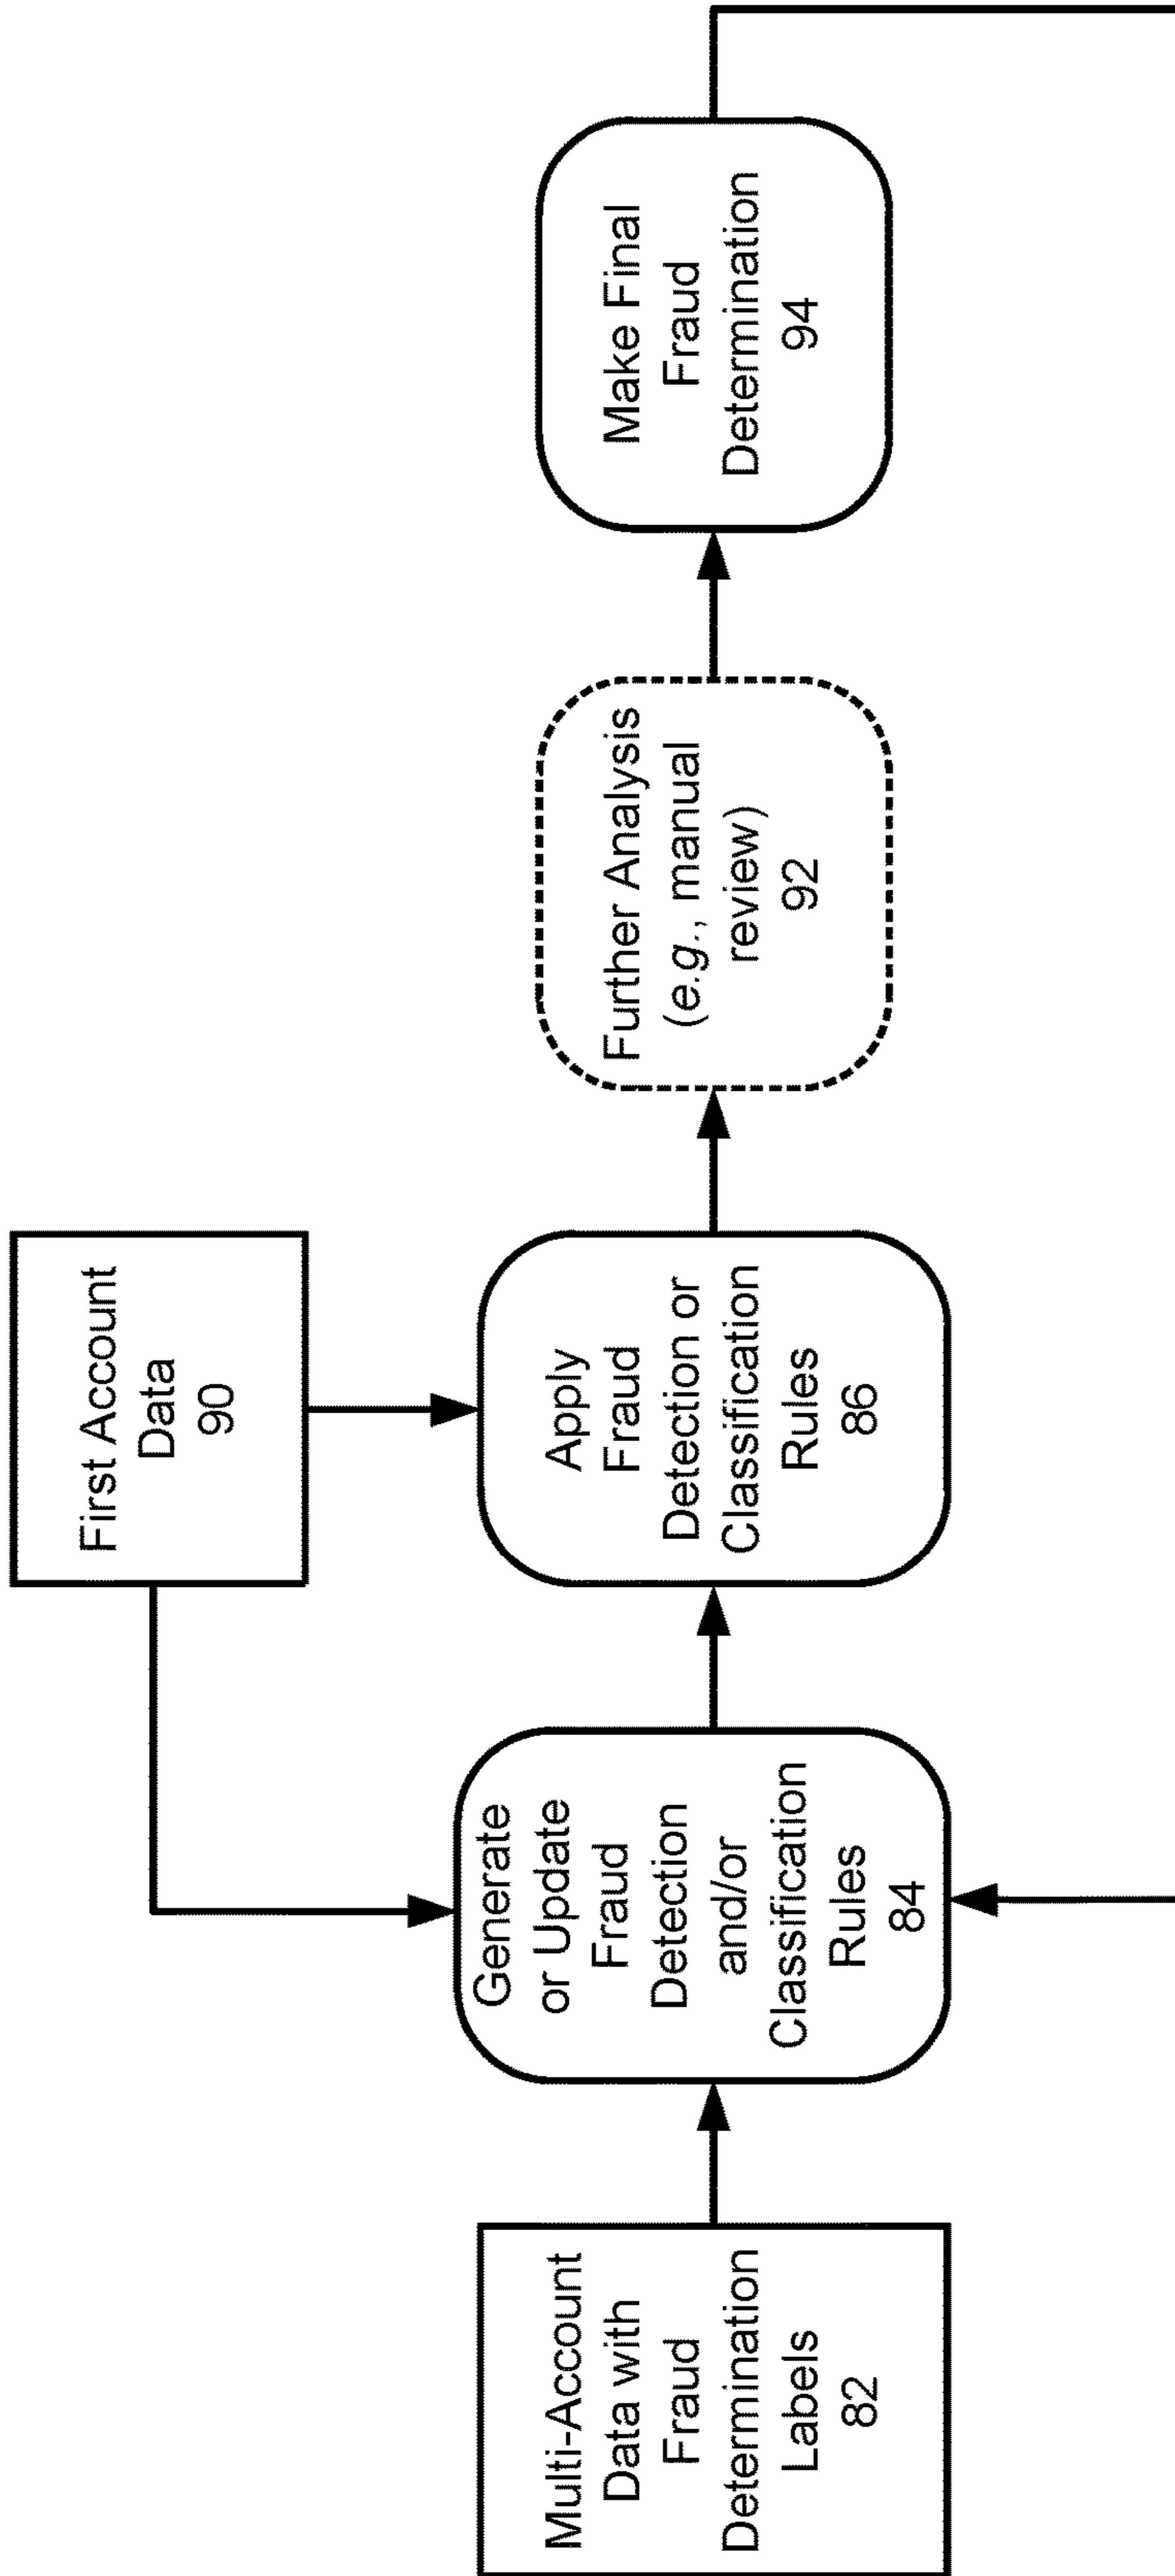 First Account
Data
90
Multi-Account
Data with
Fraud
Determination
Labels
82
Generate
or Update
Fraud
Detection
and/or
Classification
Rules
84
Apply
Fraud
Detection or
Classification
Rules
86
Further Analysis
(e.g., manual
review)
92
Make Final
Fraud
Determination
94